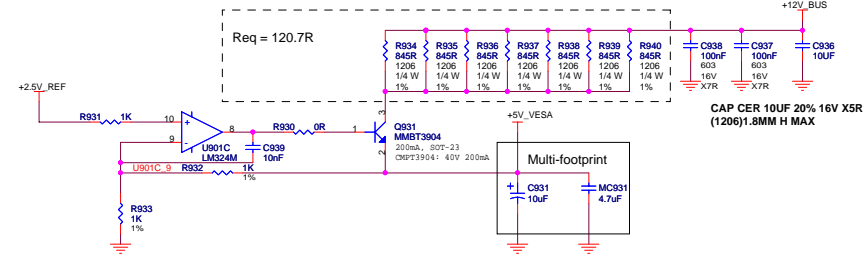 +12V_BUS
Req = 120.7R
R934 R935 R936 R937 R938 R939 R940
845R 845R 845R 845R 845R 845R 845R
1206 1206 1206 1206 1206 1206 1206
1/4 W 1/4 W 1/4 W 1/4 W 1/4 W 1/4 W 1/4 W
1% 1% 1% 1% 1% 1% 1%
C938 C937 C936
100nF 100nF 10UF
603 603
16V 16V
X7R X7R
CAP CER 10UF 20% 16V X5R
(1206)1.8MM H MAX
+2.5V_REF
R931 1K
10
+
9
-
8
U901C
LM324M
R930 0R
C939
10nF
1
3
2
Q931
MMBT3904
200mA, SOT-23
CMPT3904: 40V 200mA
+5V_VESA
U901C_9
R932 1K
1%
R933
1K
1%
Multi-footprint
+
C931
10uF
MC931
4.7uF